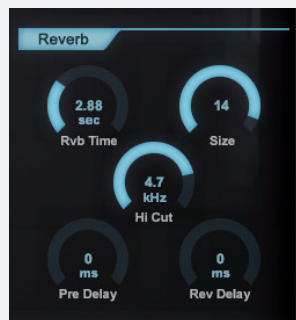 Reverb
2.88
sec
Rvb Time
14
Size
4.7
kHz
Hi Cut
0
ms
Pre Delay
0
ms
Rev Delay